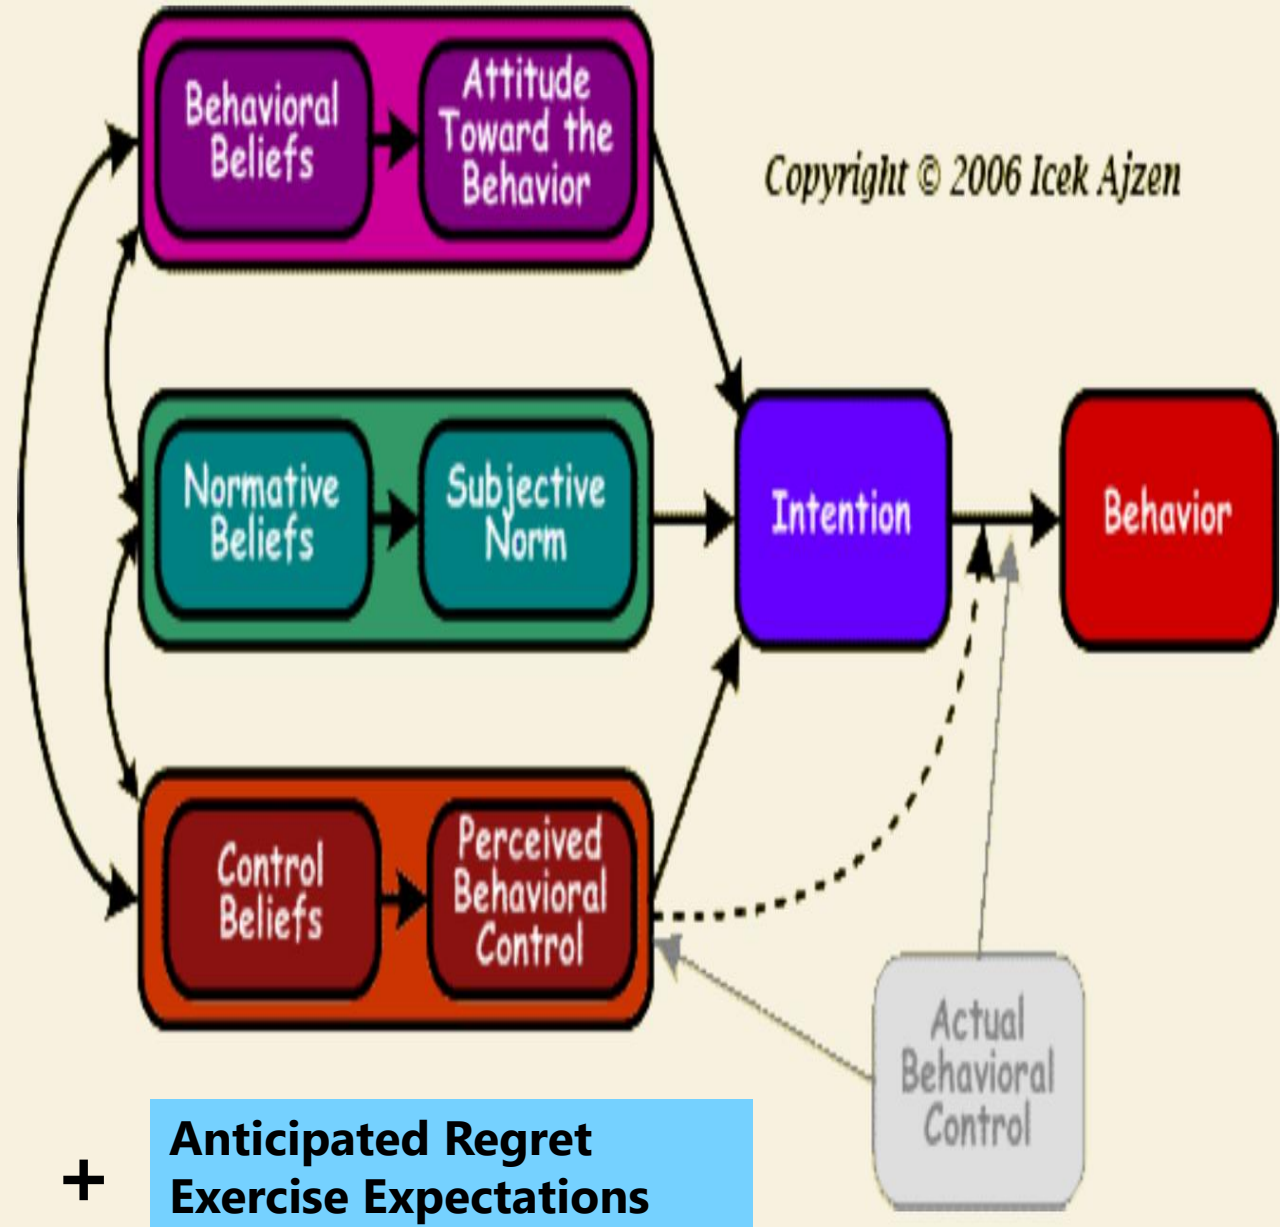 Behavioral
Beliefs
Attitude
Toward the
Behavior
Copyright © 2006 Icek Ajzen
Normative
Beliefs
Subjective
Norm
Intention
Behavior
Control
Beliefs
Perceived
Behavioral
Control
Actual
Behavioral
Control
+
Anticipated Regret
Exercise Expectations